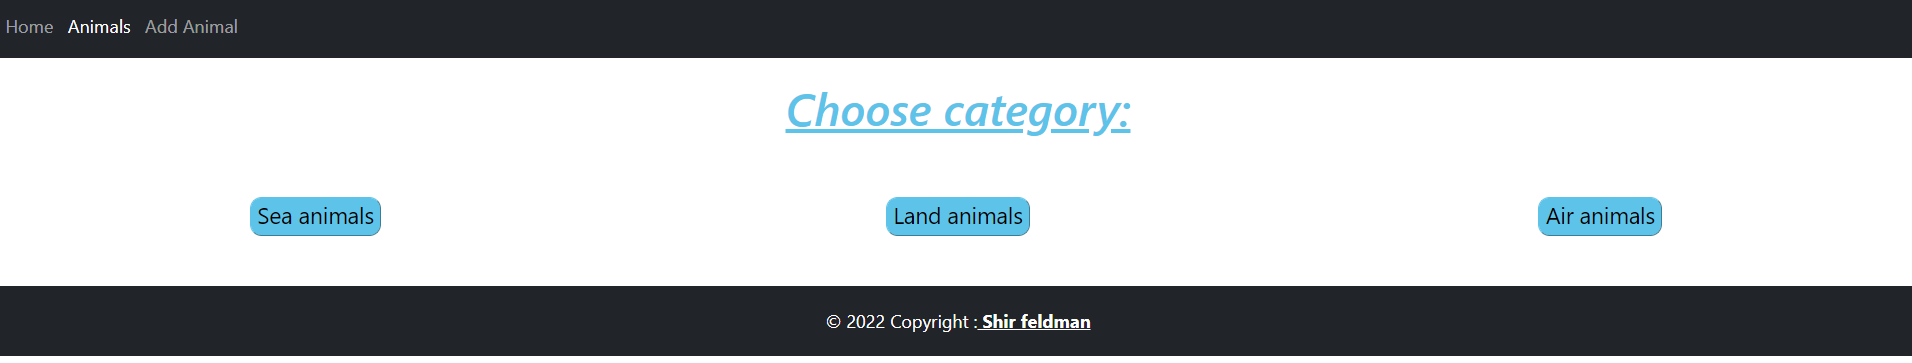 Home Animals Add Animal
Choose category:
Sea animals Land animals Air animals
© 2022 Copyright : Shir feldman